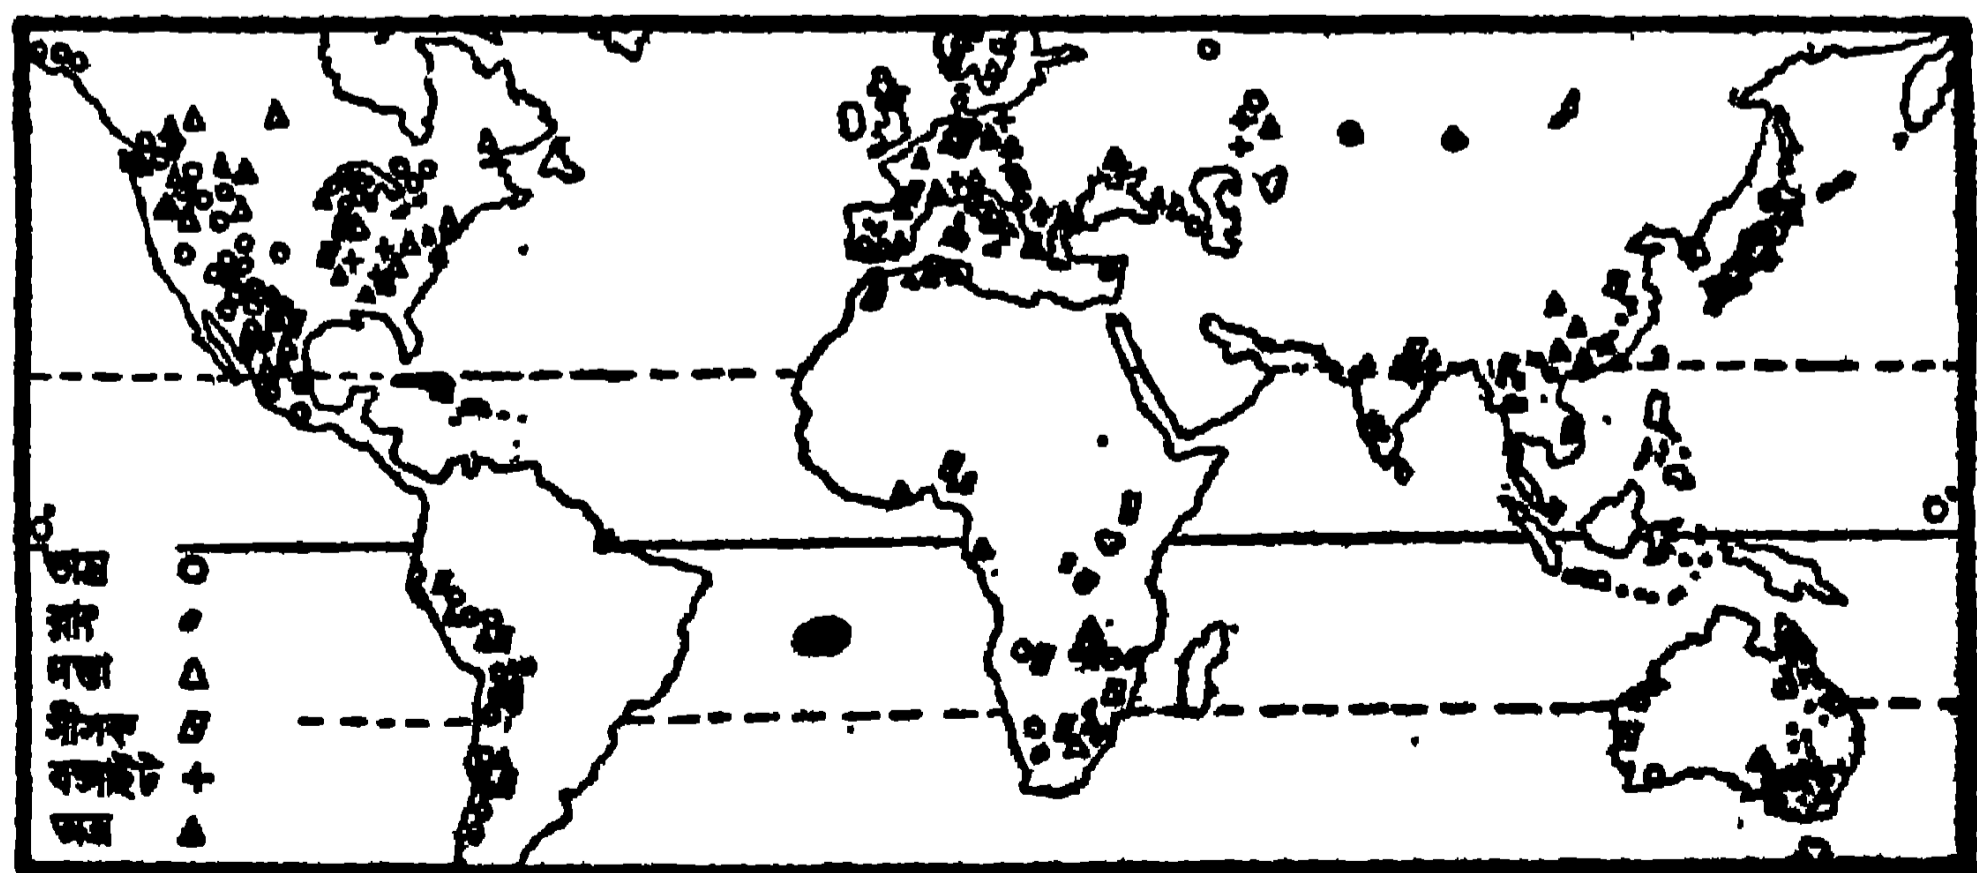 তাম্র
দস্তা
সীসক
বক্সাইট
অভ্র